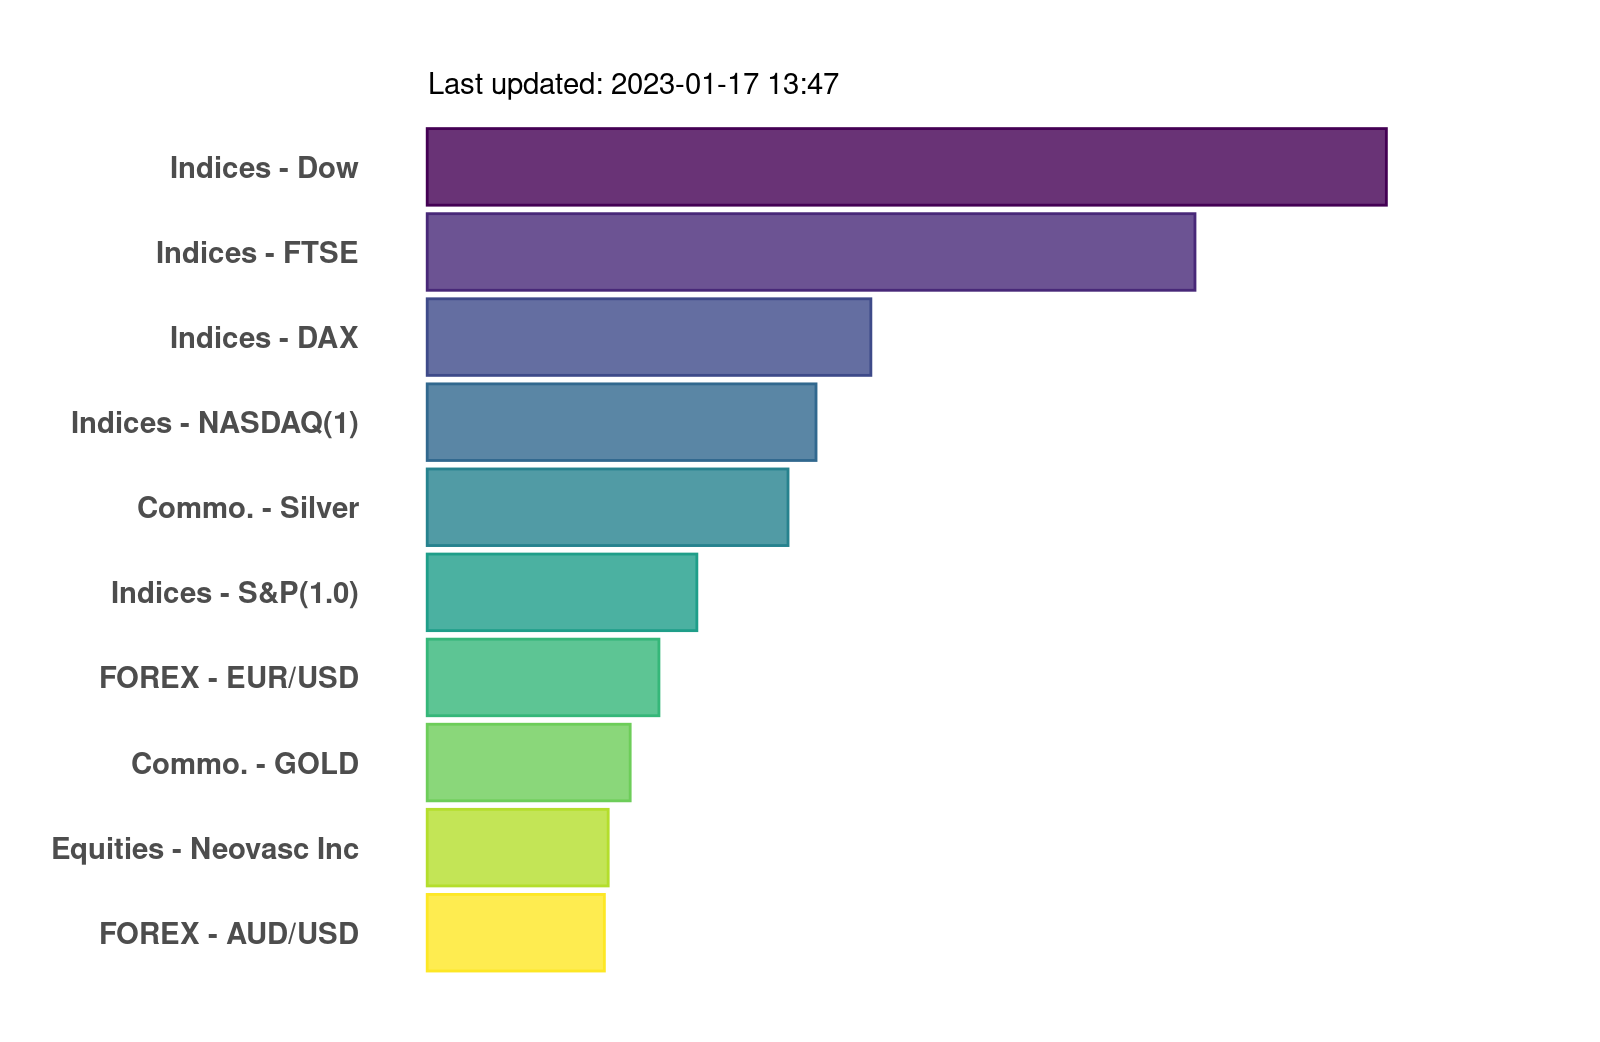 Last updated: 2023-01-17 13:47
Indices - Dow
Indices - FTSE
Indices - DAX
Indices - NASDAQ(1)
Commo. - Silver
Indices - S&P(1.0)
FOREX - EUR/USD
Commo. - GOLD
Equities - Neovasc Inc
FOREX - AUD/USD